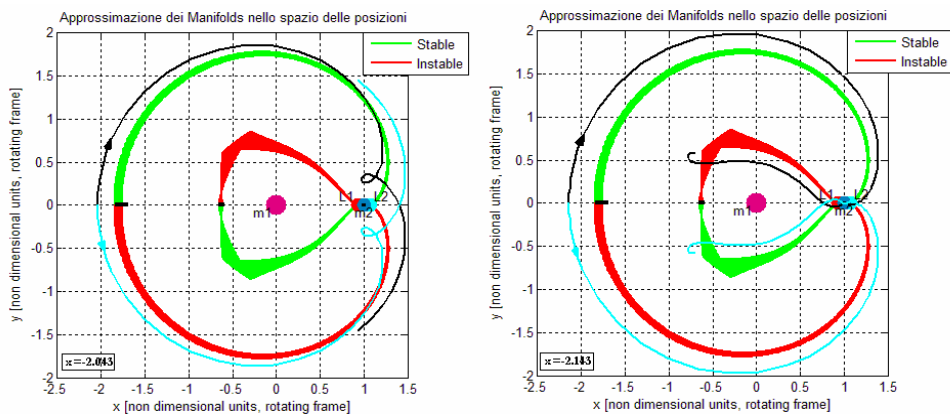 Approssimazione dei Manifolds nello spazio delle posizioni
2
1.5
1
0.5
0
-0.5
-1
-1.5
-2
y [non dimensional units, rotating frame]
Stable
Instable
L1
L2
m1
m2
x=-2.043
-2.5 -2 -1.5 -1 -0.5 0 0.5 1 1.5
x [non dimensional units, rotating frame]
Approssimazione dei Manifolds nello spazio delle posizioni
2
1.5
1
0.5
0
-0.5
-1
-1.5
-2
y [non dimensional units, rotating frame]
Stable
Instable
L1
L2
m1
m2
x=-2.143
-2.5 -2 -1.5 -1 -0.5 0 0.5 1 1.5
x [non dimensional units, rotating frame]